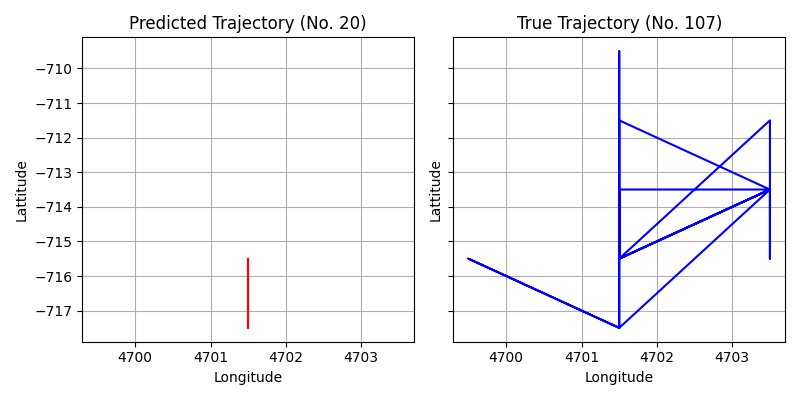 Predicted Trajectory (No. 20)
True Trajectory (No. 107)
−710
−711
−712
−713
−714
−715
−716
−717
Lattitude
Lattitude
4700
4701
4702
4703
4700
4701
4702
4703
Longitude
Longitude